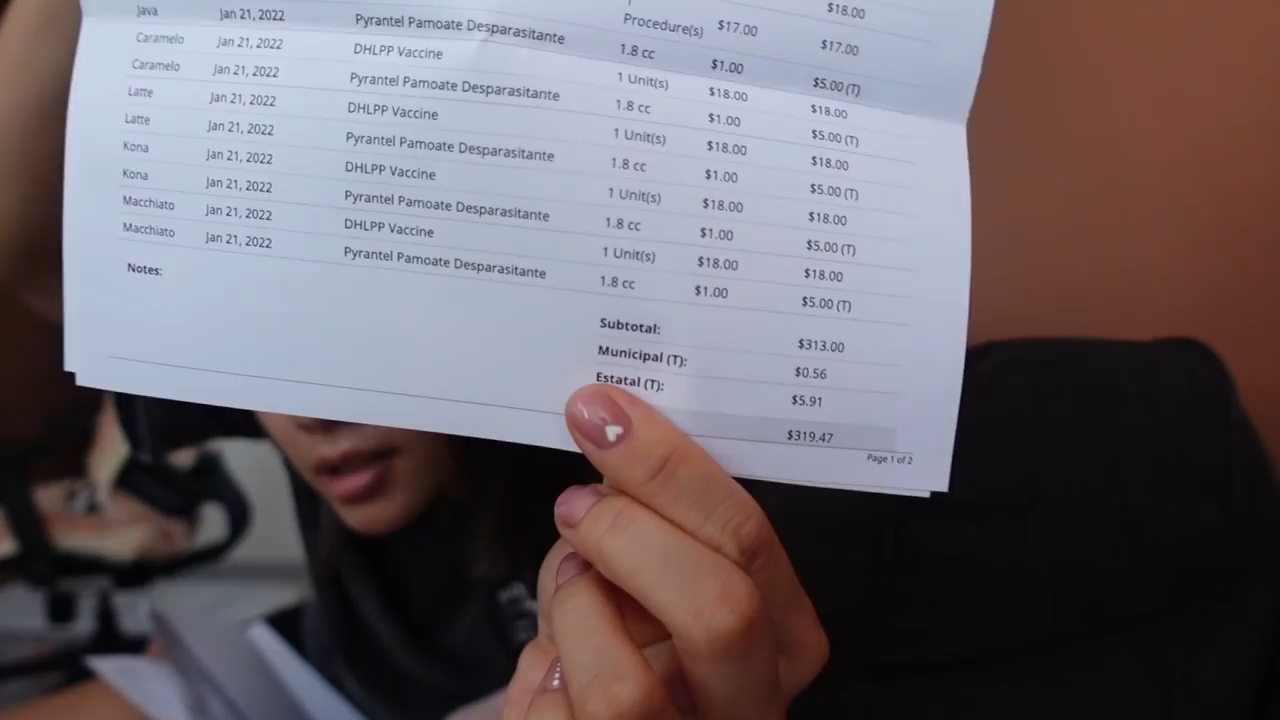 $18.00
Procedure(s) $17.00 $17.00
Java Jan 21, 2022 Pyrantel Pamoate Desparasitante 1.8 cc $1.00 $5.00 (T)
Caramelo Jan 21, 2022 DHLPP Vaccine 1 Unit(s) $18.00 $18.00
Caramelo Jan 21, 2022 Pyrantel Pamoate Desparasitante 1.8 cc $1.00 $5.00 (T)
Latte Jan 21, 2022 DHLPP Vaccine 1 Unit(s) $18.00 $18.00
Latte Jan 21, 2022 Pyrantel Pamoate Desparasitante 1.8 cc $1.00 $5.00 (T)
Kona Jan 21, 2022 DHLPP Vaccine 1 Unit(s) $18.00 $18.00
Kona Jan 21, 2022 Pyrantel Pamoate Desparasitante 1.8 cc $1.00 $5.00 (T)
Macchiato Jan 21, 2022 DHLPP Vaccine 1 Unit(s) $18.00 $18.00
Macchiato Jan 21, 2022 Pyrantel Pamoate Desparasitante 1.8 cc $1.00 $5.00 (T)
Notes:
Subtotal: $313.00
Municipal (T): $0.56
Estatal (T): $5.91
$319.47
Page 1 of 2